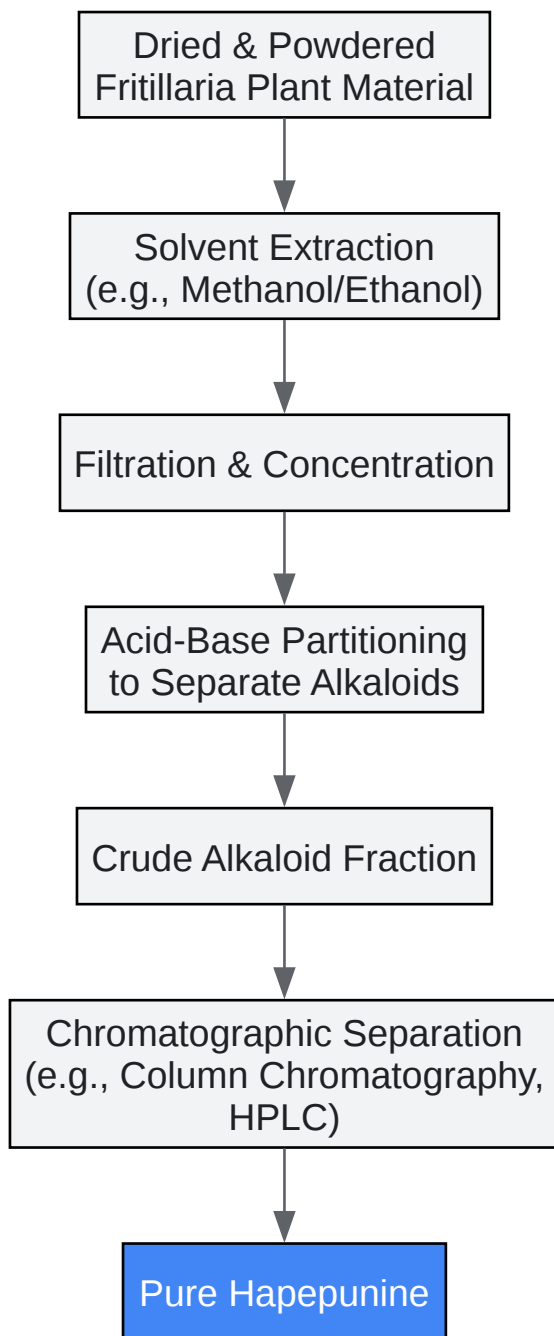 Dried & Powdered
Fritillaria Plant Material
Solvent Extraction
(e.g., Methanol/Ethanol)
Filtration & Concentration
Acid-Base Partitioning
to Separate Alkaloids
Crude Alkaloid Fraction
Chromatographic Separation
(e.g., Column Chromatography,
HPLC)
Pure Hapepunine